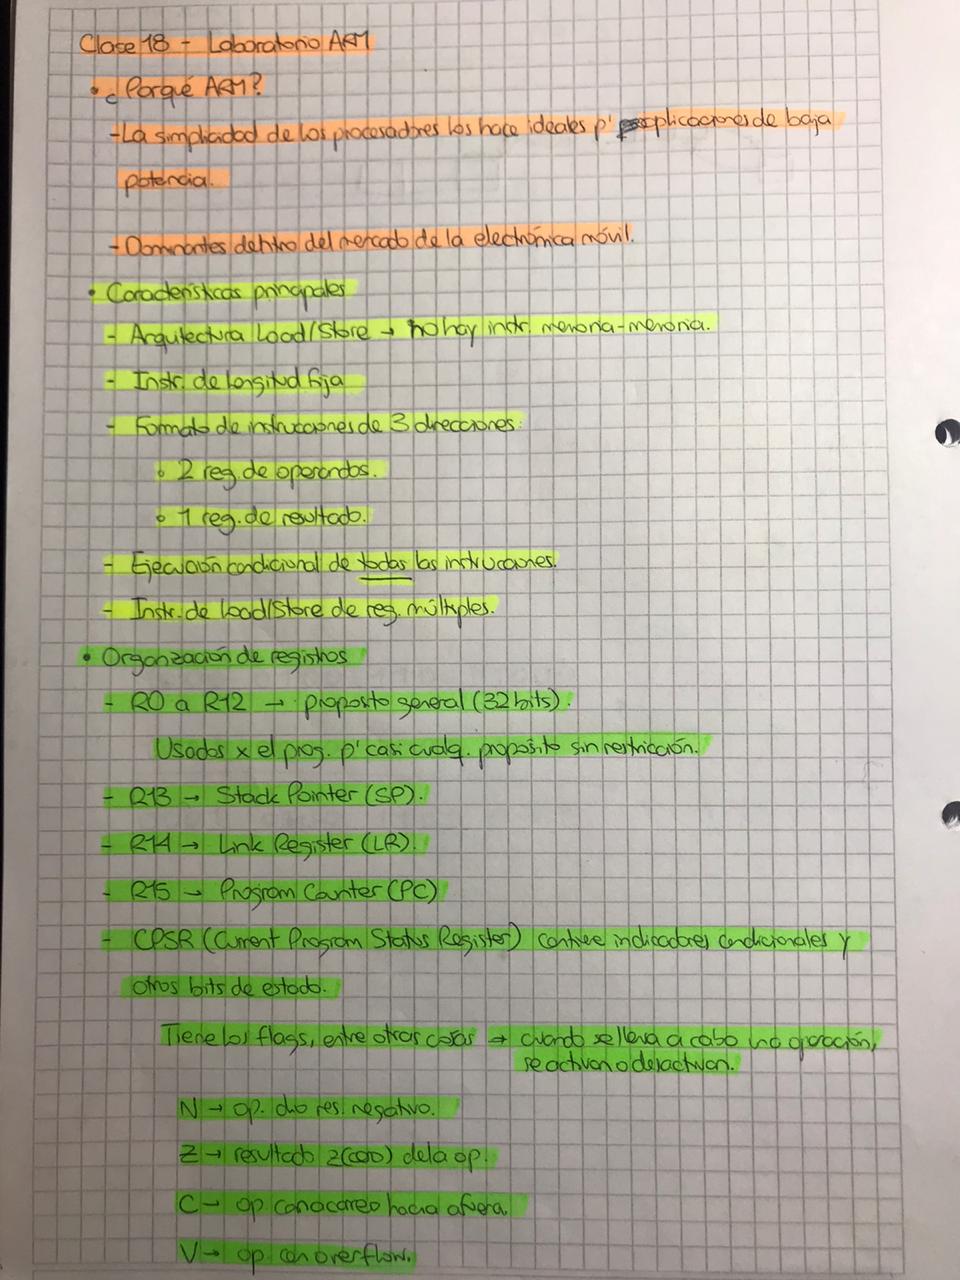 Clase 18 - Laboratorio ARM
• ¿Porqué ARM?
- La simplicidad de los procesadores los hace ideales p' aplicaciones de baja
potencia.
- Dominantes dentro del mercado de la electrónica móvil.
• Características principales
- Arquitectura Load/Store → no hay instr. memoria-memoria.
- Instr. de longitud fija
- Formato de instrucciones de 3 direcciones:
◦ 2 reg. de operandos.
◦ 1 reg. de resultado.
- Ejecución condicional de todas las instrucciones.
- Instr. de Load/Store de reg. múltiples.
• Organización de registros
- R0 a R12 → proposito general (32 bits).
Usados x el prog. p' casi cualq. proposito sin restricción.
- R13 → Stack Pointer (SP).
- R14 → Link Register (LR).
- R15 → Program Counter (PC)
- CPSR (Current Program Status Register) contiene indicadores condicionales y
otros bits de estado.
Tiene los flags, entre otras cosas → cuando se lleva a cabo una operación,
se activan o desactivan.
N → op. dio res. negativo.
Z → resultado z(cero) de la op.
C → op. con acarreo hacia afuera.
V → op. con overflow.